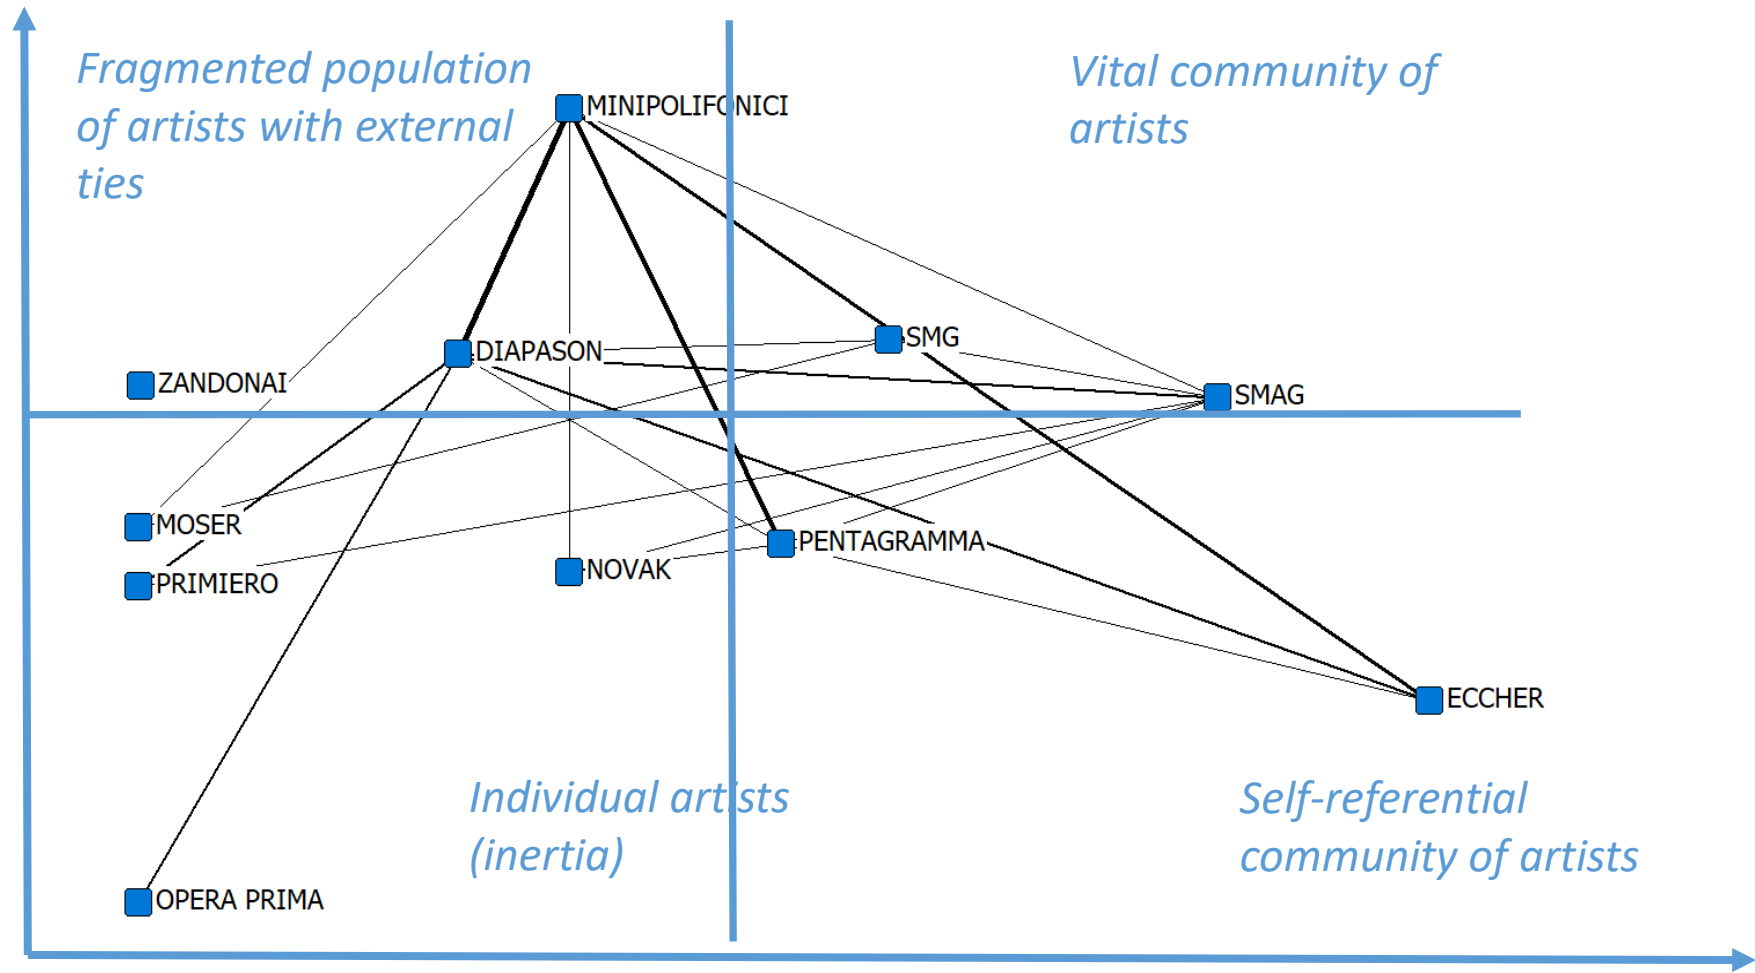 Fragmented population
of artists with external
ties
Vital community of
artists
MINIPOLIFONICI
SMG
DIAPASON
ZANDONAI
SMAG
MOSER
PENTAGRAMMA
NOVAK
PRIMIERO
ECCHER
Individual artists
(inertia)
Self-referential
community of artists
OPERA PRIMA